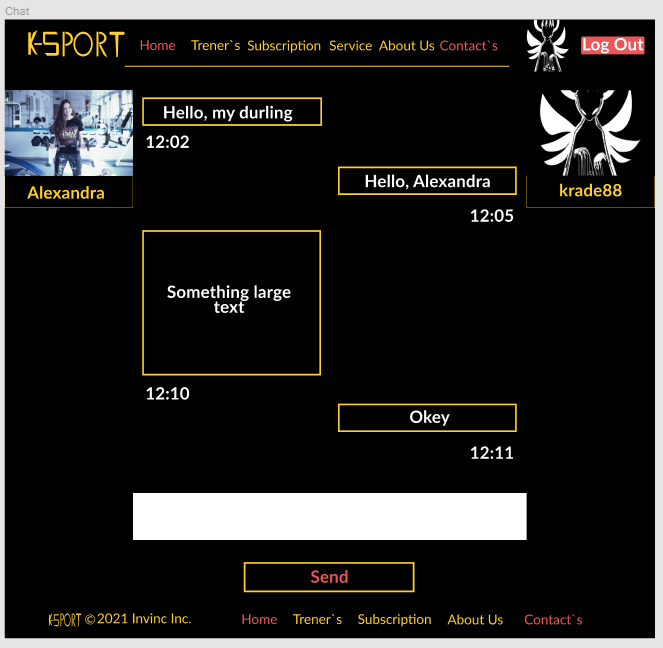 Chat
K-SPORT
Home Trener`s Subscription Service About Us Contact`s
Log Out
Hello, my durling
12:02
Alexandra
Hello, Alexandra
krade88
12:05
Something large
text
12:10
Okey
12:11
Send
K-SPORT ©2021 Invinc Inc. Home Trener`s Subscription About Us Contact`s